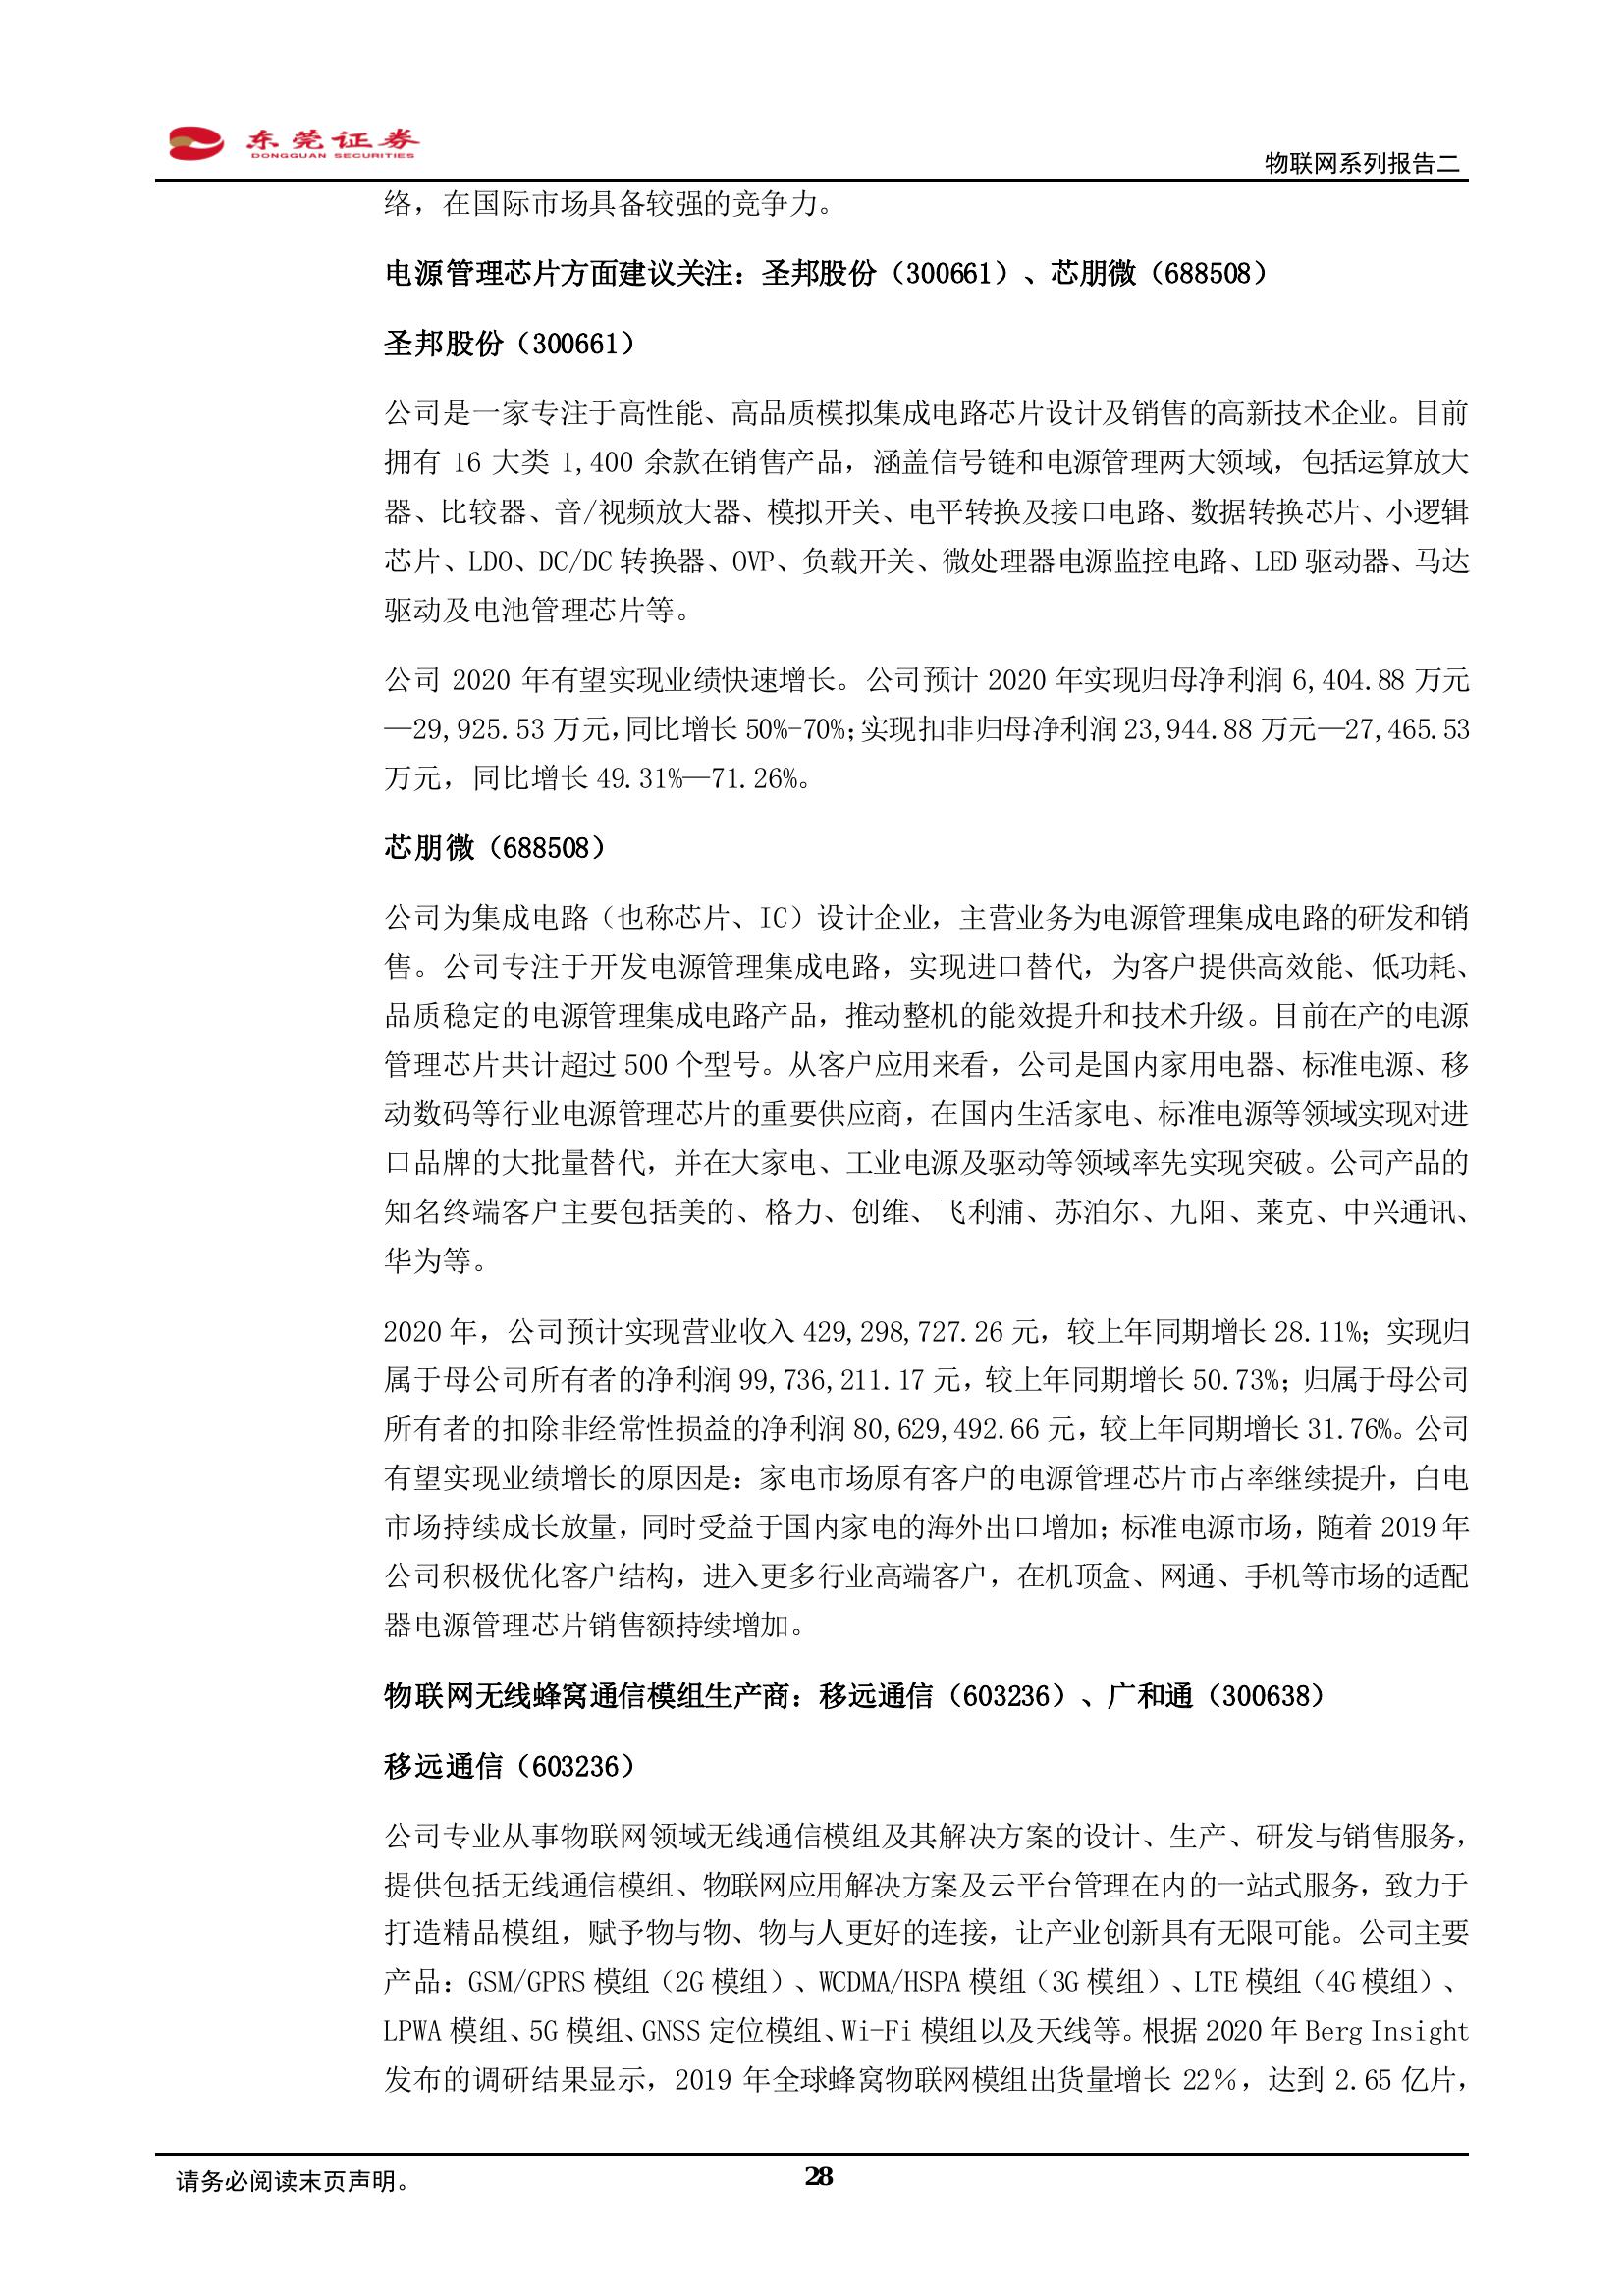 东莞证券
DONGGUAN SECURITIES
物联网系列报告二
络，在国际市场具备较强的竞争力。
电源管理芯片方面建议关注：圣邦股份（300661）、芯朋微（688508）
圣邦股份（300661）
公司是一家专注于高性能、高品质模拟集成电路芯片设计及销售的高新技术企业。目前
拥有 16 大类 1,400 余款在销售产品，涵盖信号链和电源管理两大领域，包括运算放大
器、比较器、音/视频放大器、模拟开关、电平转换及接口电路、数据转换芯片、小逻辑
芯片、LDO、DC/DC 转换器、OVP、负载开关、微处理器电源监控电路、LED 驱动器、马达
驱动及电池管理芯片等。
公司 2020 年有望实现业绩快速增长。公司预计 2020 年实现归母净利润 6,404.88 万元
—29,925.53 万元，同比增长 50%-70%；实现扣非归母净利润 23,944.88 万元—27,465.53
万元，同比增长 49.31%—71.26%。
芯朋微（688508）
公司为集成电路（也称芯片、IC）设计企业，主营业务为电源管理集成电路的研发和销
售。公司专注于开发电源管理集成电路，实现进口替代，为客户提供高效能、低功耗、
品质稳定的电源管理集成电路产品，推动整机的能效提升和技术升级。目前在产的电源
管理芯片共计超过 500 个型号。从客户应用来看，公司是国内家用电器、标准电源、移
动数码等行业电源管理芯片的重要供应商，在国内生活家电、标准电源等领域实现对进
口品牌的大批量替代，并在大家电、工业电源及驱动等领域率先实现突破。公司产品的
知名终端客户主要包括美的、格力、创维、飞利浦、苏泊尔、九阳、莱克、中兴通讯、
华为等。
2020 年，公司预计实现营业收入 429,298,727.26 元，较上年同期增长 28.11%；实现归
属于母公司所有者的净利润 99,736,211.17 元，较上年同期增长 50.73%；归属于母公司
所有者的扣除非经常性损益的净利润 80,629,492.66 元，较上年同期增长 31.76%。公司
有望实现业绩增长的原因是：家电市场原有客户的电源管理芯片市占率继续提升，白电
市场持续成长放量，同时受益于国内家电的海外出口增加；标准电源市场，随着 2019 年
公司积极优化客户结构，进入更多行业高端客户，在机顶盒、网通、手机等市场的适配
器电源管理芯片销售额持续增加。
物联网无线蜂窝通信模组生产商：移远通信（603236）、广和通（300638）
移远通信（603236）
公司专业从事物联网领域无线通信模组及其解决方案的设计、生产、研发与销售服务，
提供包括无线通信模组、物联网应用解决方案及云平台管理在内的一站式服务，致力于
打造精品模组，赋予物与物、物与人更好的连接，让产业创新具有无限可能。公司主要
产品：GSM/GPRS 模组（2G 模组）、WCDMA/HSPA 模组（3G 模组）、LTE 模组（4G 模组）、
LPWA 模组、5G 模组、GNSS 定位模组、Wi-Fi 模组以及天线等。根据 2020 年 Berg Insight
发布的调研结果显示，2019 年全球蜂窝物联网模组出货量增长 22%，达到 2.65 亿片，
请务必阅读末页声明。
28